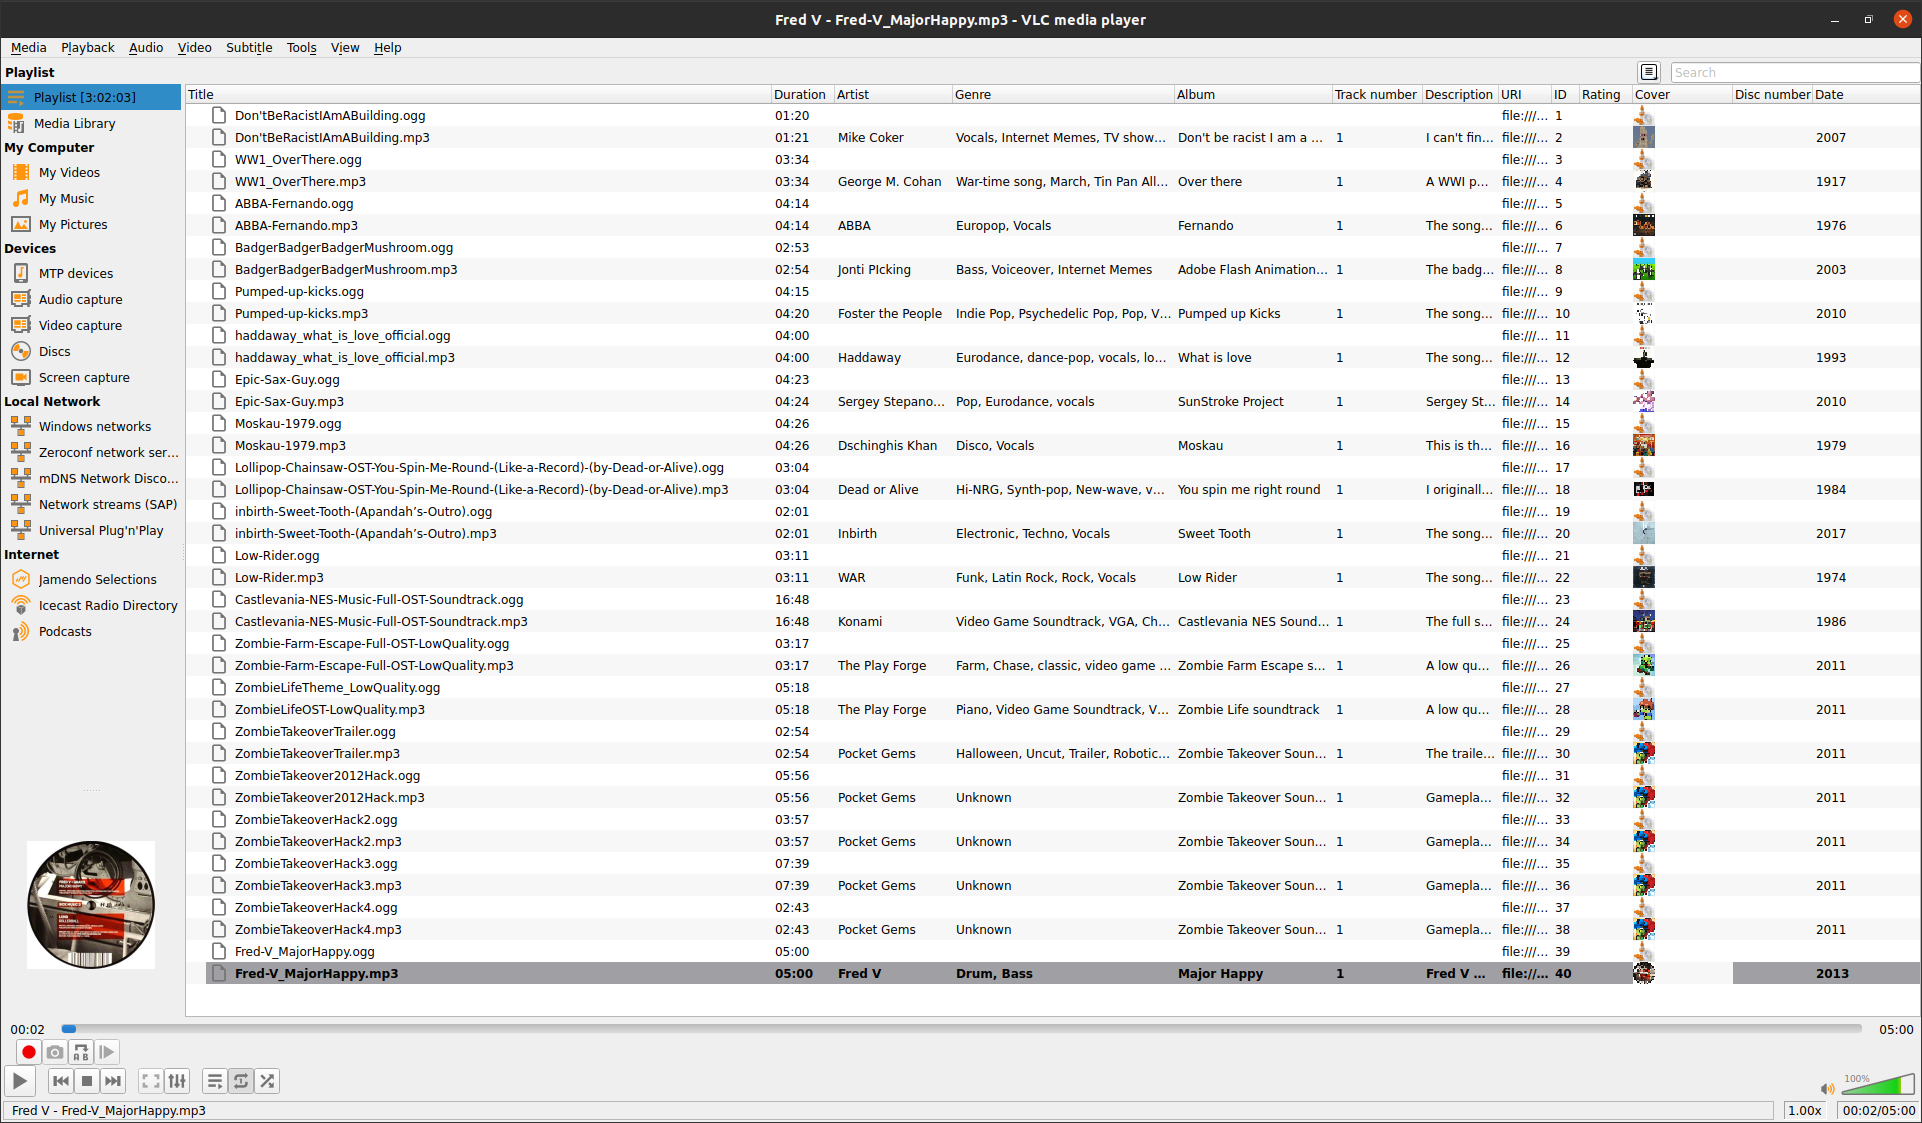 Fred V - Fred-V_MajorHappy.mp3 - VLC media player
Media Playback Audio Video Subtitle Tools View Help
Playlist
Search
Playlist [3:02:03]
Media Library
My Computer
My Videos
My Music
My Pictures
Devices
MTP devices
Audio capture
Video capture
Discs
Screen capture
Local Network
Windows networks
Zeroconf network ser...
mDNS Network Disco...
Network streams (SAP)
Universal Plug'n'Play
Internet
Jamendo Selections
Icecast Radio Directory
Podcasts
Title Duration Artist Genre Album Track number Description URI ID Rating Cover Disc number Date
Don'tBeRacistIAmABuilding.ogg 01:20 file:///... 1
Don'tBeRacistIAmABuilding.mp3 01:21 Mike Coker Vocals, Internet Memes, TV show... Don't be racist I am a ... 1 I can't fin... file:///... 2 2007
WW1_OverThere.ogg 03:34 file:///... 3
WW1_OverThere.mp3 03:34 George M. Cohan War-time song, March, Tin Pan All... Over there 1 A WWI p... file:///... 4 1917
ABBA-Fernando.ogg 04:14 file:///... 5
ABBA-Fernando.mp3 04:14 ABBA Europop, Vocals Fernando 1 The song... file:///... 6 1976
BadgerBadgerBadgerMushroom.ogg 02:53 file:///... 7
BadgerBadgerBadgerMushroom.mp3 02:54 Jonti PIcking Bass, Voiceover, Internet Memes Adobe Flash Animation... 1 The badg... file:///... 8 2003
Pumped-up-kicks.ogg 04:15 file:///... 9
Pumped-up-kicks.mp3 04:20 Foster the People Indie Pop, Psychedelic Pop, Pop, V... Pumped up Kicks 1 The song... file:///... 10 2010
haddaway_what_is_love_official.ogg 04:00 file:///... 11
haddaway_what_is_love_official.mp3 04:00 Haddaway Eurodance, dance-pop, vocals, lo... What is love 1 The song... file:///... 12 1993
Epic-Sax-Guy.ogg 04:23 file:///... 13
Epic-Sax-Guy.mp3 04:24 Sergey Stepano... Pop, Eurodance, vocals SunStroke Project 1 Sergey St... file:///... 14 2010
Moskau-1979.ogg 04:26 file:///... 15
Moskau-1979.mp3 04:26 Dschinghis Khan Disco, Vocals Moskau 1 This is th... file:///... 16 1979
Lollipop-Chainsaw-OST-You-Spin-Me-Round-(Like-a-Record)-(by-Dead-or-Alive).ogg 03:04 file:///... 17
Lollipop-Chainsaw-OST-You-Spin-Me-Round-(Like-a-Record)-(by-Dead-or-Alive).mp3 03:04 Dead or Alive Hi-NRG, Synth-pop, New-wave, v... You spin me right round 1 I originall... file:///... 18 1984
inbirth-Sweet-Tooth-(Apandah’s-Outro).ogg 02:01 file:///... 19
inbirth-Sweet-Tooth-(Apandah’s-Outro).mp3 02:01 Inbirth Electronic, Techno, Vocals Sweet Tooth 1 The song... file:///... 20 2017
Low-Rider.ogg 03:11 file:///... 21
Low-Rider.mp3 03:11 WAR Funk, Latin Rock, Rock, Vocals Low Rider 1 The song... file:///... 22 1974
Castlevania-NES-Music-Full-OST-Soundtrack.ogg 16:48 file:///... 23
Castlevania-NES-Music-Full-OST-Soundtrack.mp3 16:48 Konami Video Game Soundtrack, VGA, Ch... Castlevania NES Sound... 1 The full s... file:///... 24 1986
Zombie-Farm-Escape-Full-OST-LowQuality.ogg 03:17 file:///... 25
Zombie-Farm-Escape-Full-OST-LowQuality.mp3 03:17 The Play Forge Farm, Chase, classic, video game ... Zombie Farm Escape s... 1 A low qu... file:///... 26 2011
ZombieLifeTheme_LowQuality.ogg 05:18 file:///... 27
ZombieLifeOST-LowQuality.mp3 05:18 The Play Forge Piano, Video Game Soundtrack, V... Zombie Life soundtrack 1 A low qu... file:///... 28 2011
ZombieTakeoverTrailer.ogg 02:54 file:///... 29
ZombieTakeoverTrailer.mp3 02:54 Pocket Gems Halloween, Uncut, Trailer, Robotic... Zombie Takeover Soun... 1 The traile... file:///... 30 2011
ZombieTakeover2012Hack.ogg 05:56 file:///... 31
ZombieTakeover2012Hack.mp3 05:56 Pocket Gems Unknown Zombie Takeover Soun... 1 Gamepla... file:///... 32 2011
ZombieTakeoverHack2.ogg 03:57 file:///... 33
ZombieTakeoverHack2.mp3 03:57 Pocket Gems Unknown Zombie Takeover Soun... 1 Gamepla... file:///... 34 2011
ZombieTakeoverHack3.ogg 07:39 file:///... 35
ZombieTakeoverHack3.mp3 07:39 Pocket Gems Unknown Zombie Takeover Soun... 1 Gamepla... file:///... 36 2011
ZombieTakeoverHack4.ogg 02:43 file:///... 37
ZombieTakeoverHack4.mp3 02:43 Pocket Gems Unknown Zombie Takeover Soun... 1 Gamepla... file:///... 38 2011
Fred-V_MajorHappy.ogg 05:00 file:///... 39
Fred-V_MajorHappy.mp3 05:00 Fred V Drum, Bass Major Happy 1 Fred V ... file://... 40 2013
00:02 05:00
A B
100%
Fred V - Fred-V_MajorHappy.mp3 1.00x 00:02/05:00